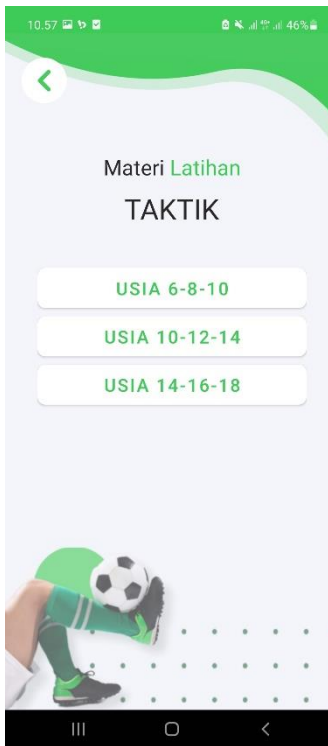 10.57
46%
Materi Latihan
TAKTIK
USIA 6-8-10
USIA 10-12-14
USIA 14-16-18